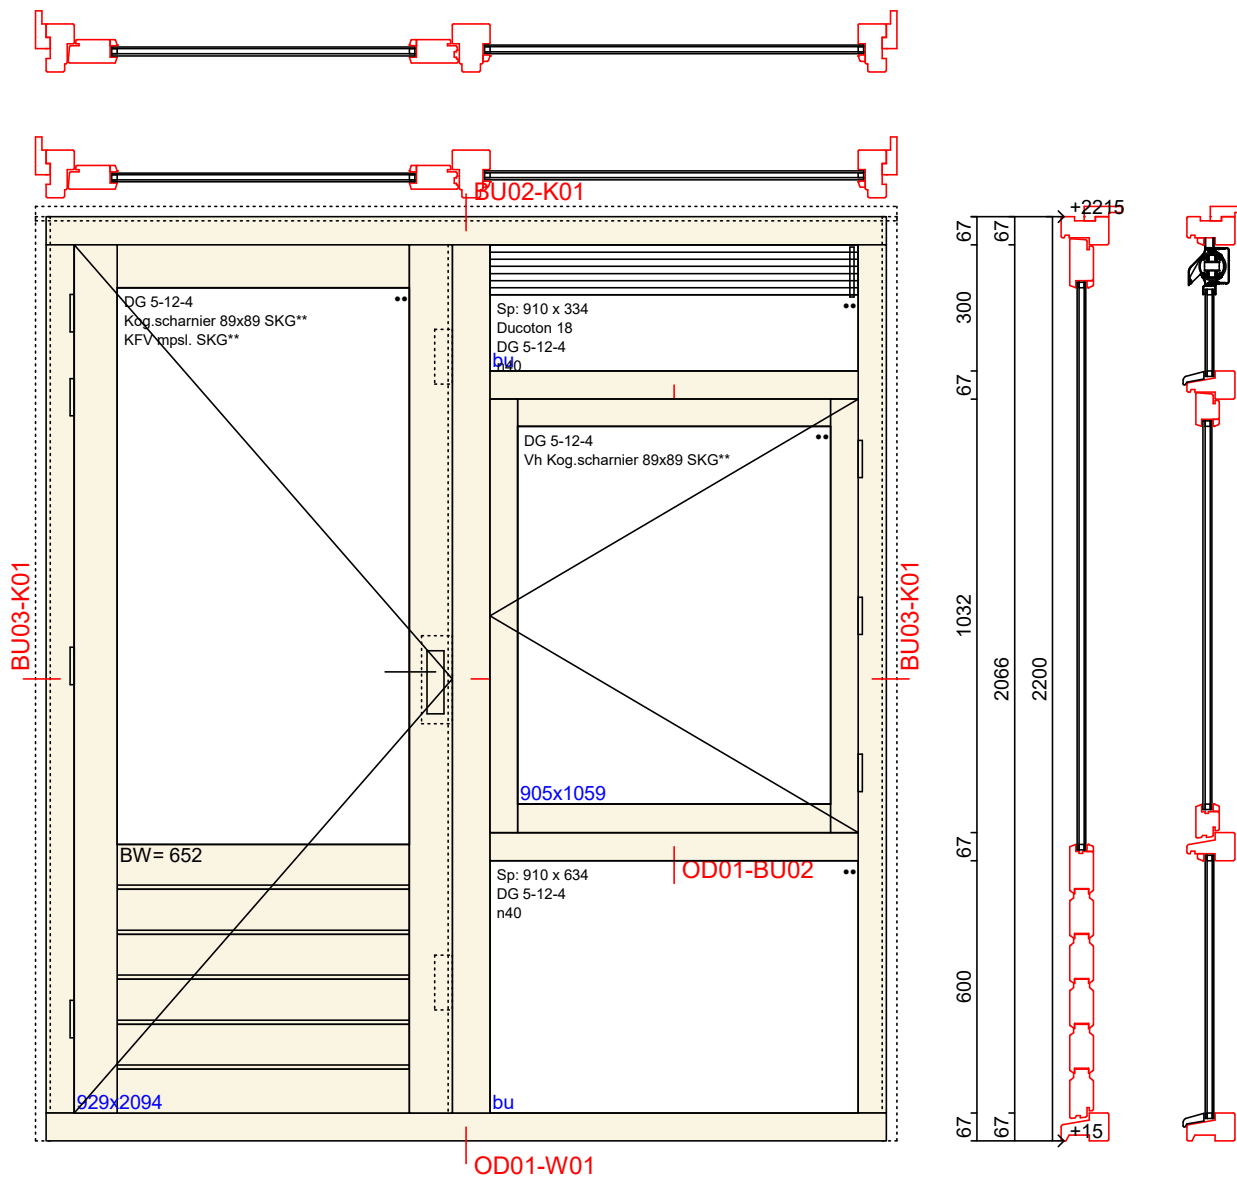 BU02-K01
+2215
67
67
DG 5-12-4
Kog.scharnier 89x89 SKG**
KFV mpsl. SKG**
Sp: 910 x 334
Ducoton 18
DG 5-12-4
n40
bu
300
67
DG 5-12-4
Vh Kog.scharnier 89x89 SKG**
BU03-K01
BU03-K01
1032
2066
2200
905x1059
BW= 652
67
OD01-BU02
Sp: 910 x 634
DG 5-12-4
n40
600
929x2094
bu
67
67
+15
OD01-W01